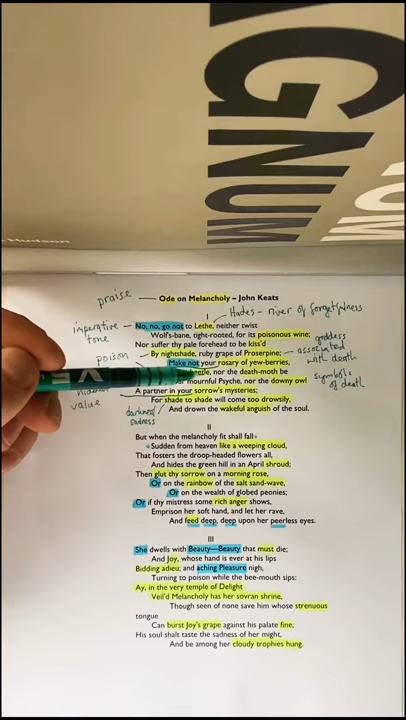 GNUM
Hudson
praise — Ode on Melancholy – John Keats
I
Hades - river of forgetfulness
imperative tone
No, no, go not to Lethe, neither twist
Wolf's-bane, tight-rooted, for its poisonous wine;
Nor suffer thy pale forehead to be kiss'd
By nightshade, ruby grape of Proserpine;
goddess associated with death
poison
Make not your rosary of yew-berries,
nor the death-moth be
mournful Psyche, nor the downy owl
symbols of death
A partner in your sorrow's mysteries;
value
For shade to shade will come too drowsily,
darkness/
sadness
And drown the wakeful anguish of the soul.
II
But when the melancholy fit shall fall
Sudden from heaven like a weeping cloud,
That fosters the droop-headed flowers all,
And hides the green hill in an April shroud;
Then glut thy sorrow on a morning rose,
Or on the rainbow of the salt sand-wave,
Or on the wealth of globed peonies;
Or if thy mistress some rich anger shows,
Emprison her soft hand, and let her rave,
And feed deep, deep upon her peerless eyes.
III
She dwells with Beauty—Beauty that must die;
And Joy, whose hand is ever at his lips
Bidding adieu; and aching Pleasure nigh,
Turning to poison while the bee-mouth sips:
Ay, in the very temple of Delight
Veil'd Melancholy has her sovran shrine,
Though seen of none save him whose strenuous
tongue
Can burst Joy's grape against his palate fine;
His soul shalt taste the sadness of her might,
And be among her cloudy trophies hung.